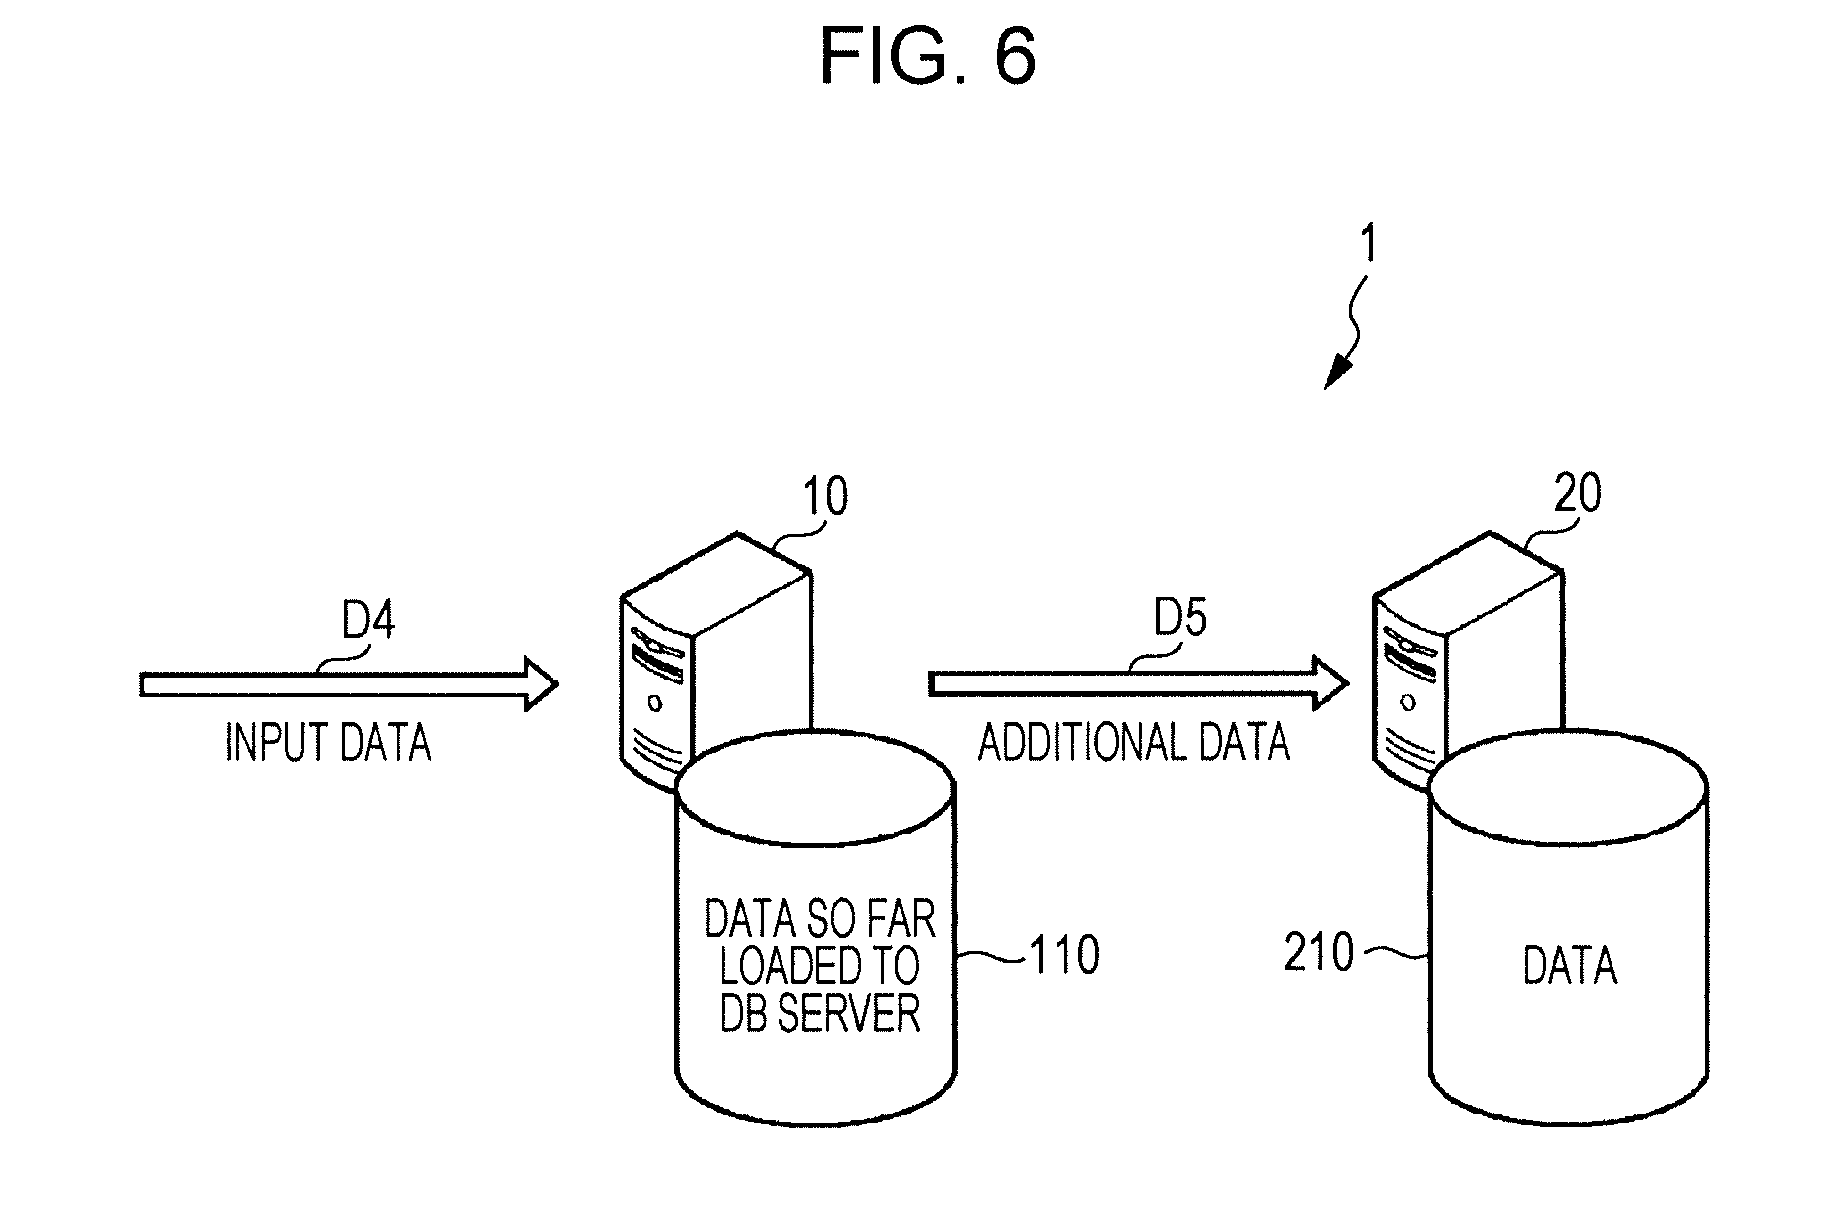 FIG. 6
1
10
20
D4
D5
INPUT DATA
ADDITIONAL DATA
DATA SO FAR
LOADED TO
DB SERVER
110
210
DATA